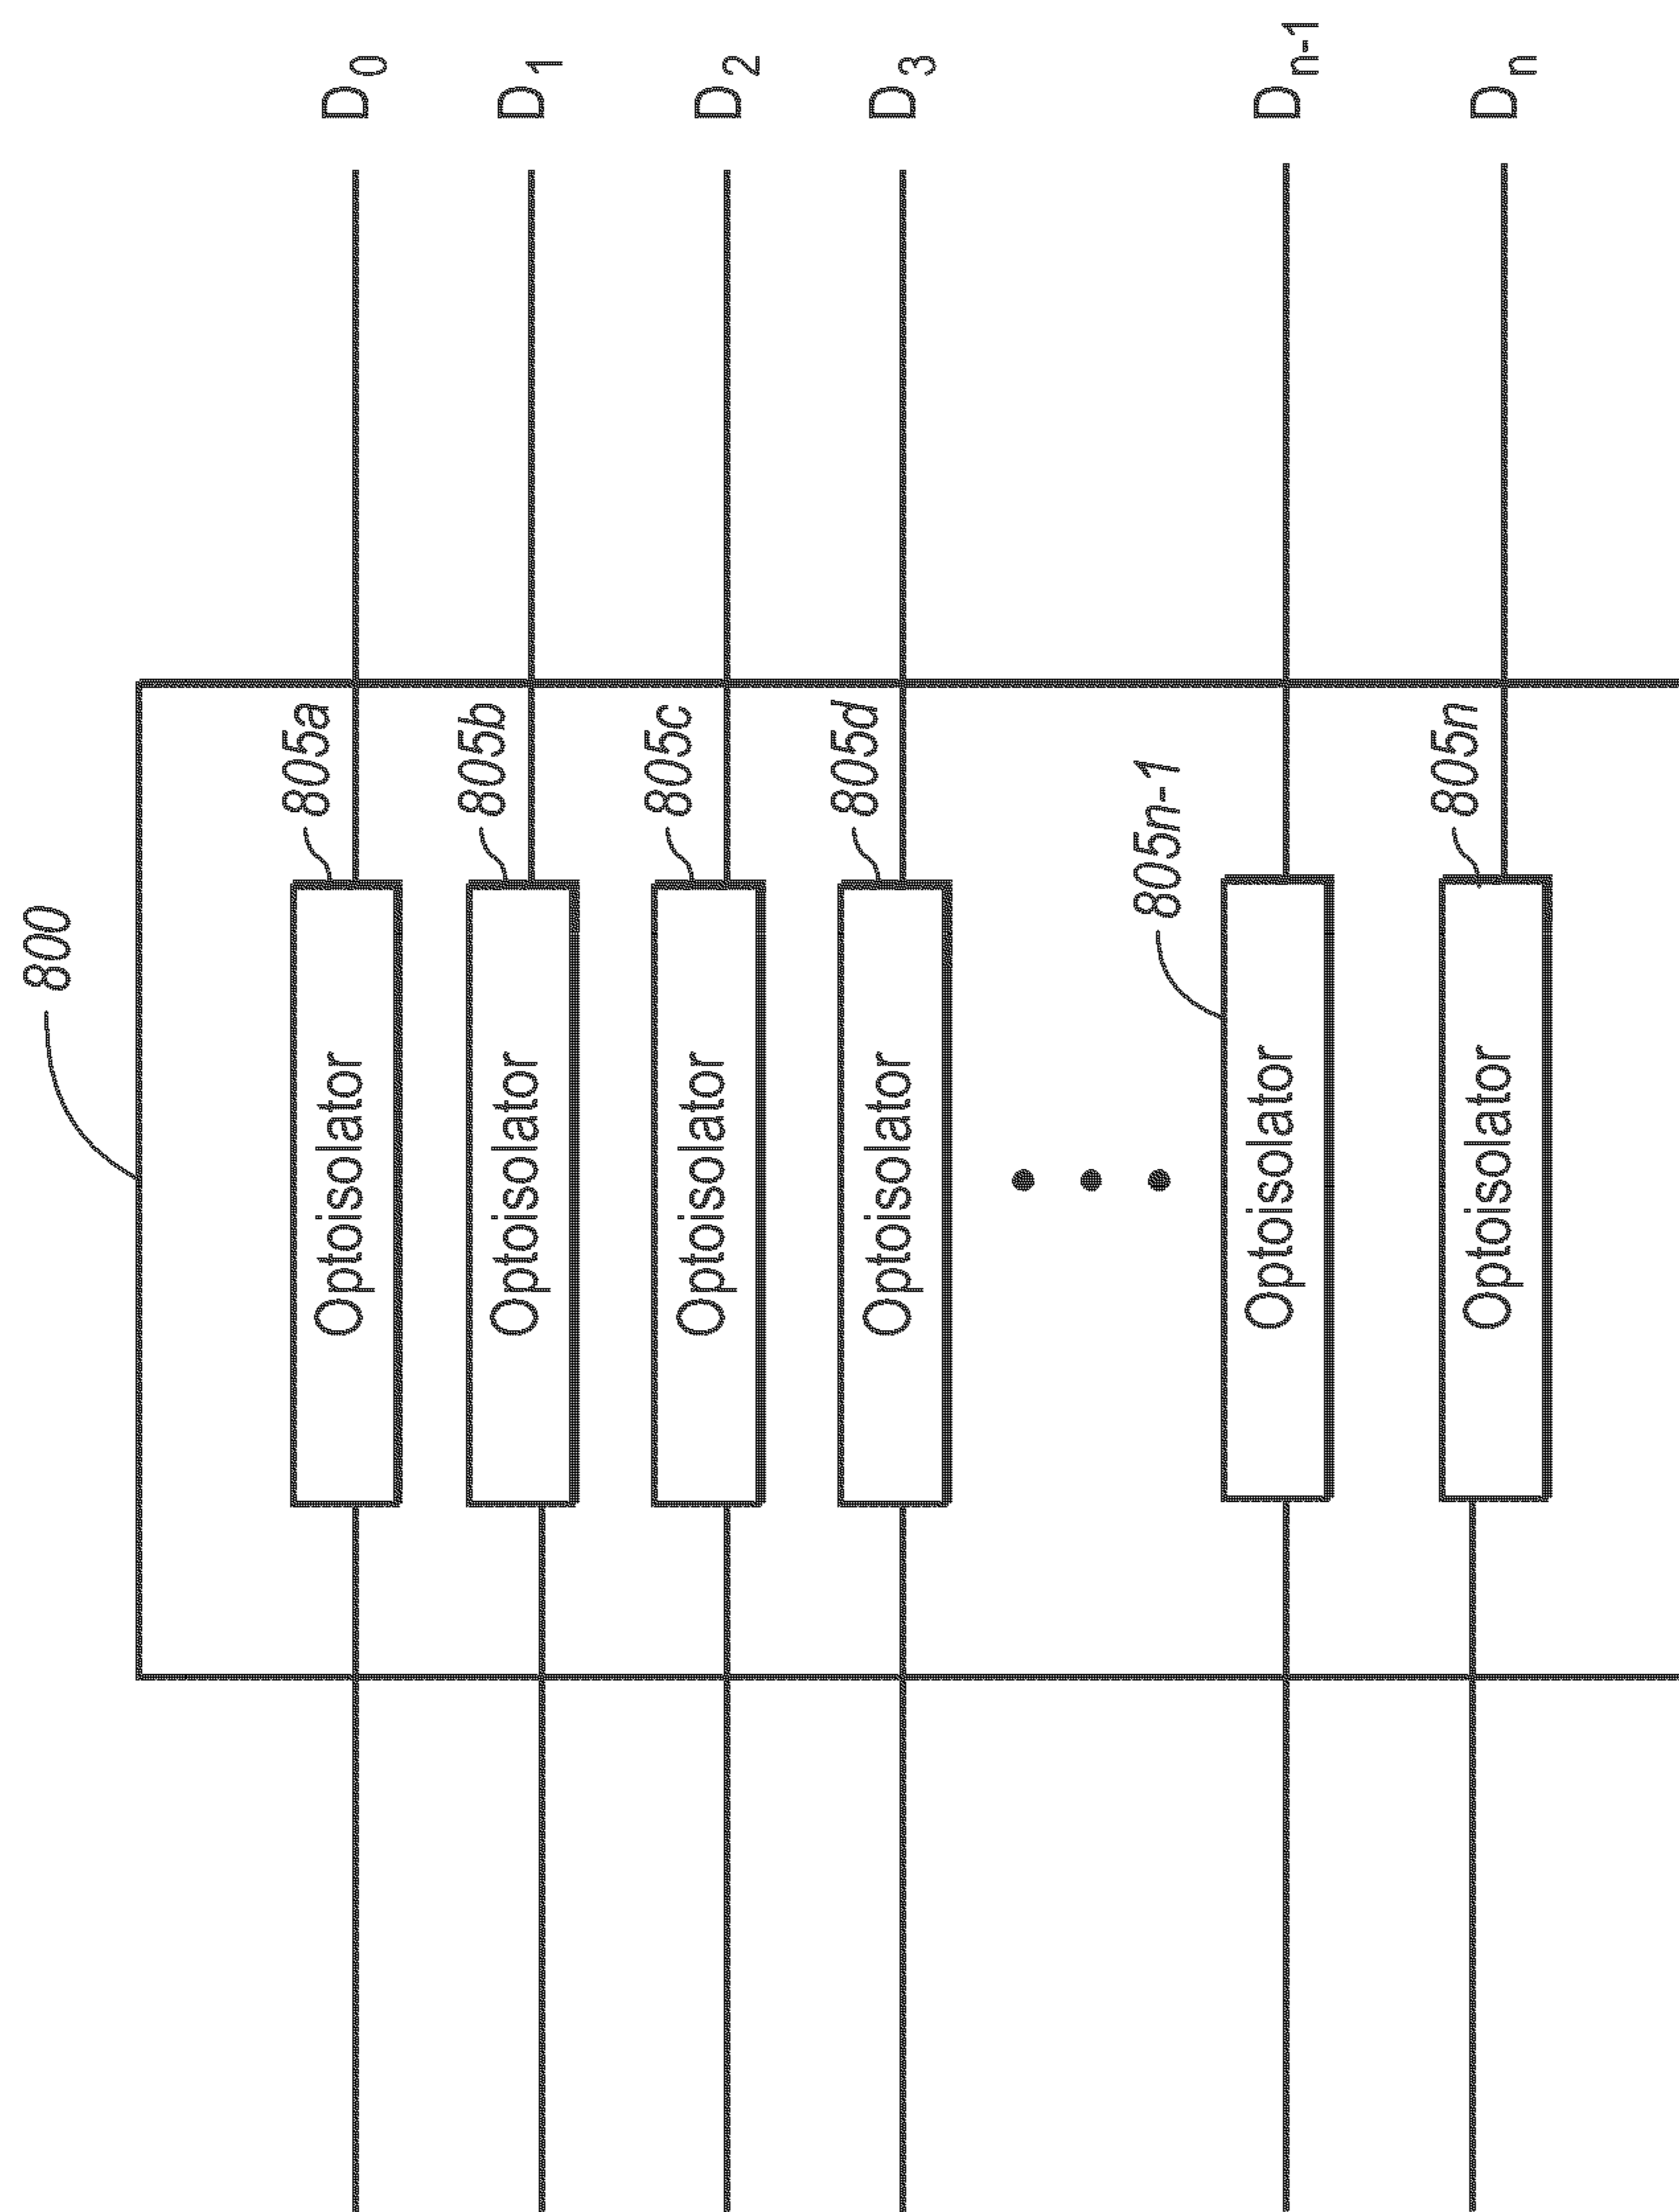 800
805a
Optoisolator
D0
805b
Optoisolator
D1
805c
Optoisolator
D2
805d
Optoisolator
D3
805n-1
Optoisolator
Dn-1
805n
Optoisolator
Dn